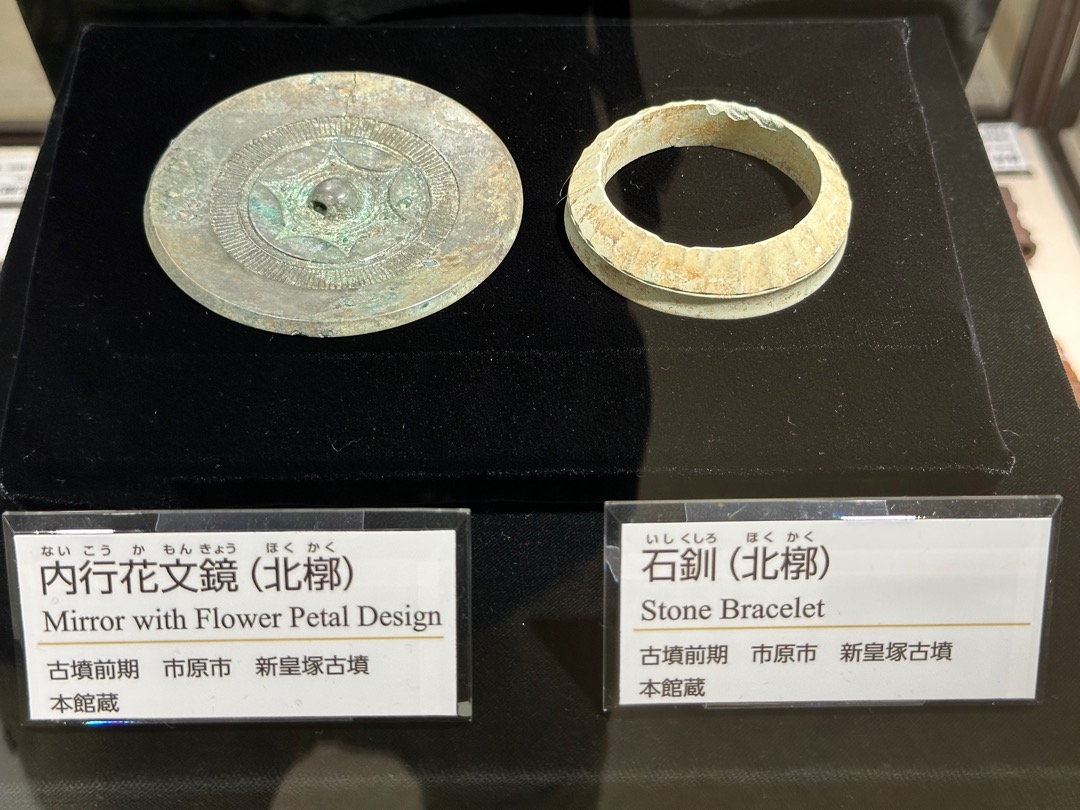 ない こう か もん きょう ほく かく
内行花文鏡(北槨)
Mirror with Flower Petal Design
古墳前期 市原市 新皇塚古墳
本館蔵
いし くしろ ほく かく
石釧(北槨)
Stone Bracelet
古墳前期 市原市 新皇塚古墳
本館蔵